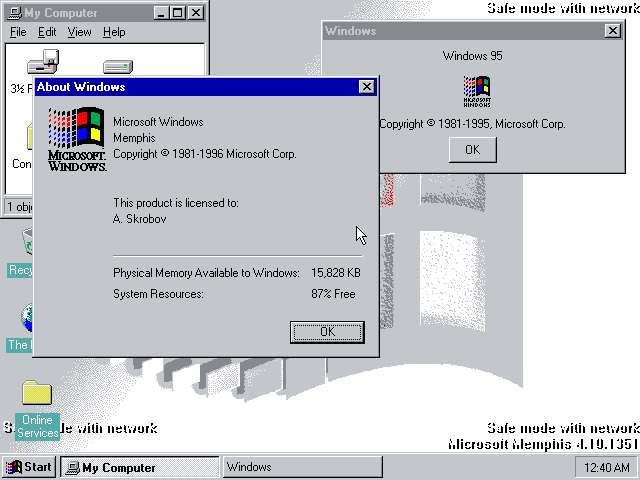 Safe mode with network
My Computer
File Edit View Help
3½
Con
1 obje
Windows
Windows 95
MICROSOFT
WINDOWS
Copyright © 1981-1995, Microsoft Corp.
OK
About Windows
MICROSOFT
WINDOWS.
Microsoft Windows
Memphis
Copyright © 1981-1996 Microsoft Corp.
This product is licensed to:
A. Skrobov
Physical Memory Available to Windows: 15,828 KB
System Resources: 87% Free
OK
Recy
The I
Online
Services
de with network
Safe mode with network
Microsoft Memphis 4.10.1351
Start
My Computer
Windows
12:40 AM